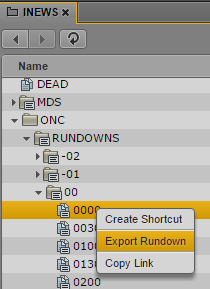 INEWS
Name
DEAD
MDS
ONC
RUNDOWNS
-02
-01
00
0000
Create Shortcut
0030
Export Rundown
0100
Copy Link
0130
0200